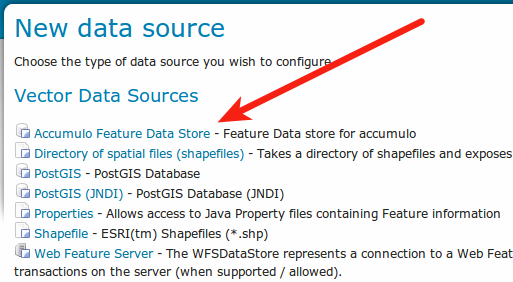 New data source
Choose the type of data source you wish to configure
Vector Data Sources
Accumulo Feature Data Store - Feature Data store for accumulo
Directory of spatial files (shapefiles) - Takes a directory of shapefiles and exposes
PostGIS - PostGIS Database
PostGIS (JNDI) - PostGIS Database (JNDI)
Properties - Allows access to Java Property files containing Feature information
Shapefile - ESRI(tm) Shapefiles (*.shp)
Web Feature Server - The WFSDataStore represents a connection to a Web Feat
transactions on the server (when supported / allowed).